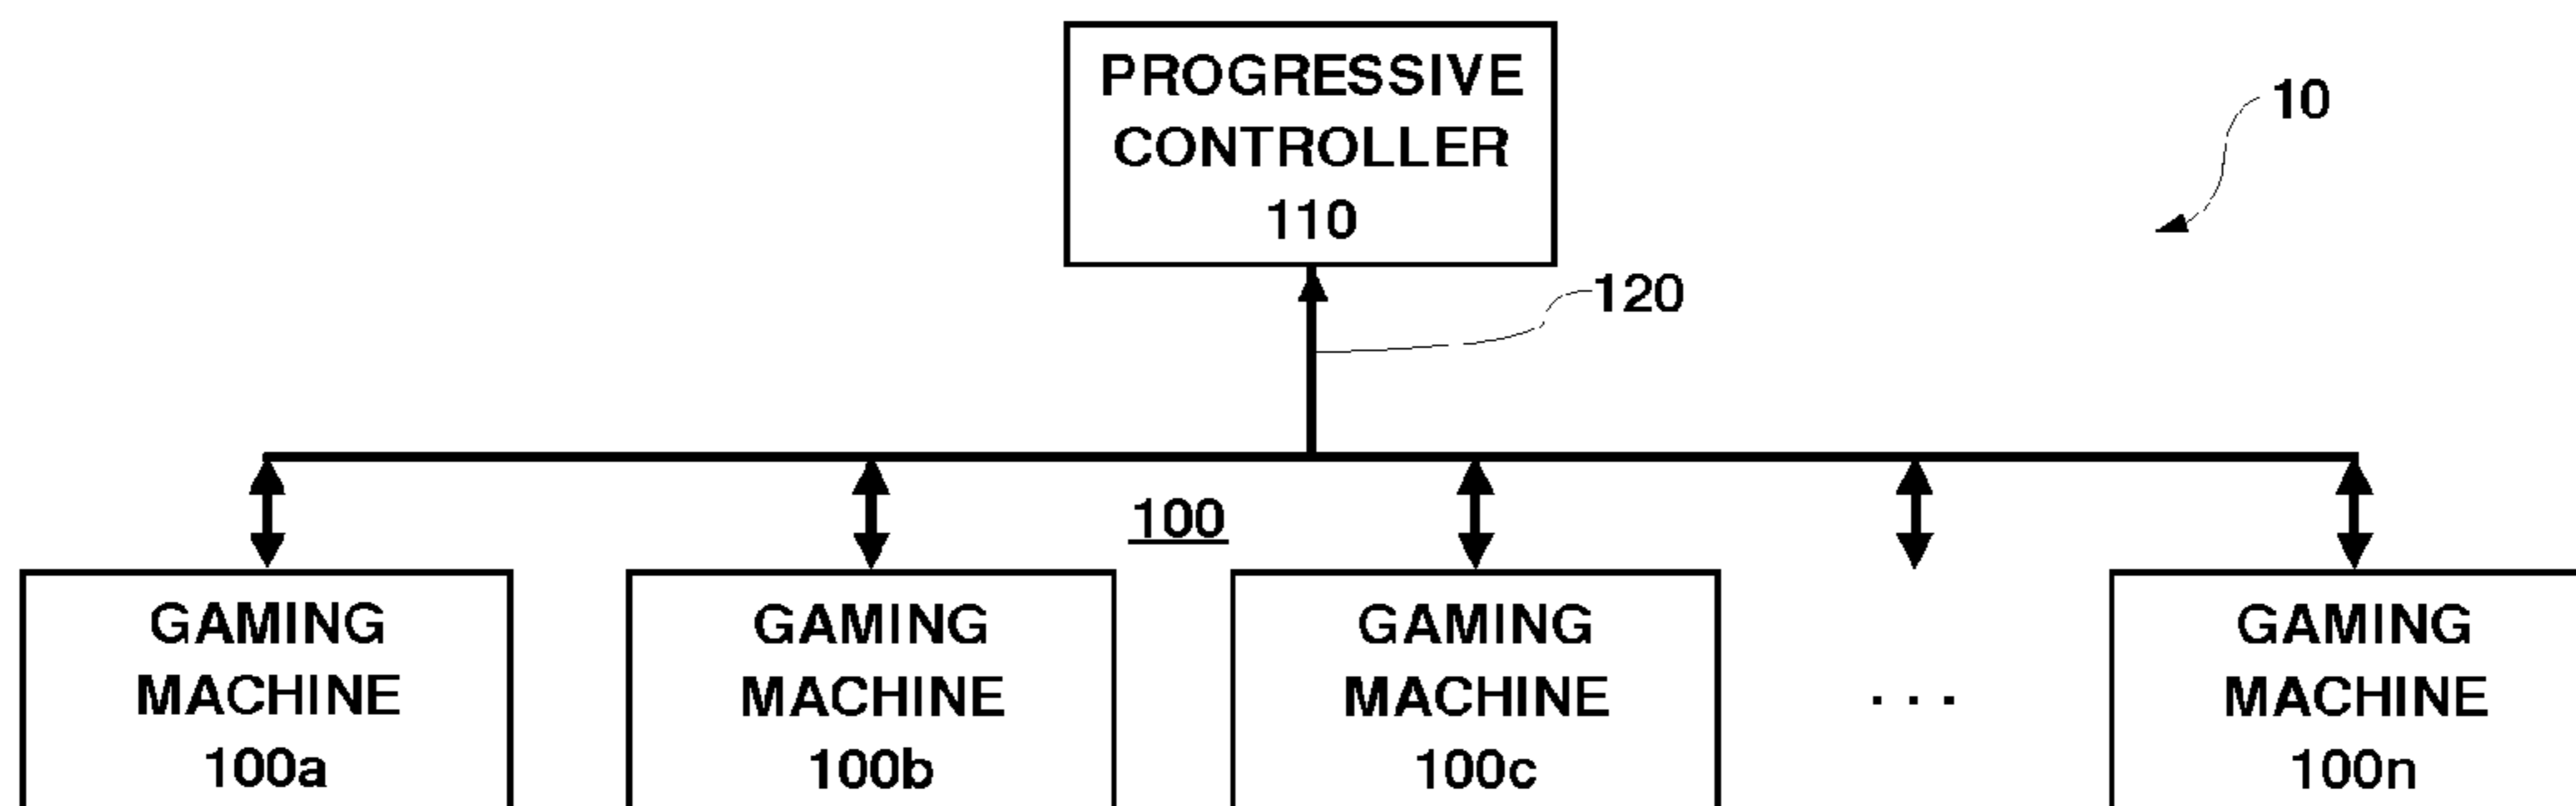 PROGRESSIVE
CONTROLLER
110
10
120
100
GAMING
MACHINE
100a
GAMING
MACHINE
100b
GAMING
MACHINE
100c
. . .
GAMING
MACHINE
100n